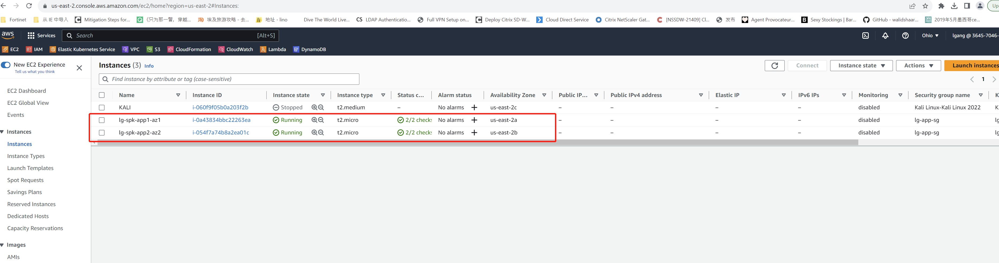 us-east-2.console.aws.amazon.com/ec2/home?region=us-east-2#Instances:
Fortinet 从 IE 中导入 Mitigation Steps for... 《只为那一瞥，穿越... 埃及旅游攻略 - 去... 地址 - lino Dive The World Live... CS LDAP Authenticatio... Full VPN Setup on... Deploy Citrix SD-W... Cloud Direct Service Citrix NetScaler Gat... [NSSDW-21409] Cl... 发布 Agent Provocateur... Sexy Stockings | Bar... GitHub - walidshaar... 2019年5月墨西哥ce...
aws Services Search [Alt+S] Ohio lgang @ 3645-7046-
EC2 IAM Elastic Kubernetes Service VPC S3 CloudFormation CloudWatch Lambda DynamoDB
New EC2 Experience
Tell us what you think
EC2 Dashboard
EC2 Global View
Events
Instances
Instances
Instance Types
Launch Templates
Spot Requests
Savings Plans
Reserved Instances
Dedicated Hosts
Capacity Reservations
Images
AMIs
Instances (3) Info Connect Instance state Actions Launch instances
Find instance by attribute or tag (case-sensitive) 1
Name Instance ID Instance state Instance type Status c... Alarm status Availability Zone Public IP... Public IPv4 address Elastic IP IPv6 IPs Monitoring Security group name K
KALI i-060f9f05b0a203f2b Stopped t2.medium – No alarms + us-east-2c – – – – disabled Kali Linux-Kali Linux 2022
lg-spk-app1-az1 i-0a43834bbc22263ea Running t2.micro 2/2 checks No alarms + us-east-2a – – – – disabled lg-app-sg lg
lg-spk-app2-az2 i-054f7a74b8a2ea01c Running t2.micro 2/2 checks No alarms + us-east-2b – – – – disabled lg-app-sg lg